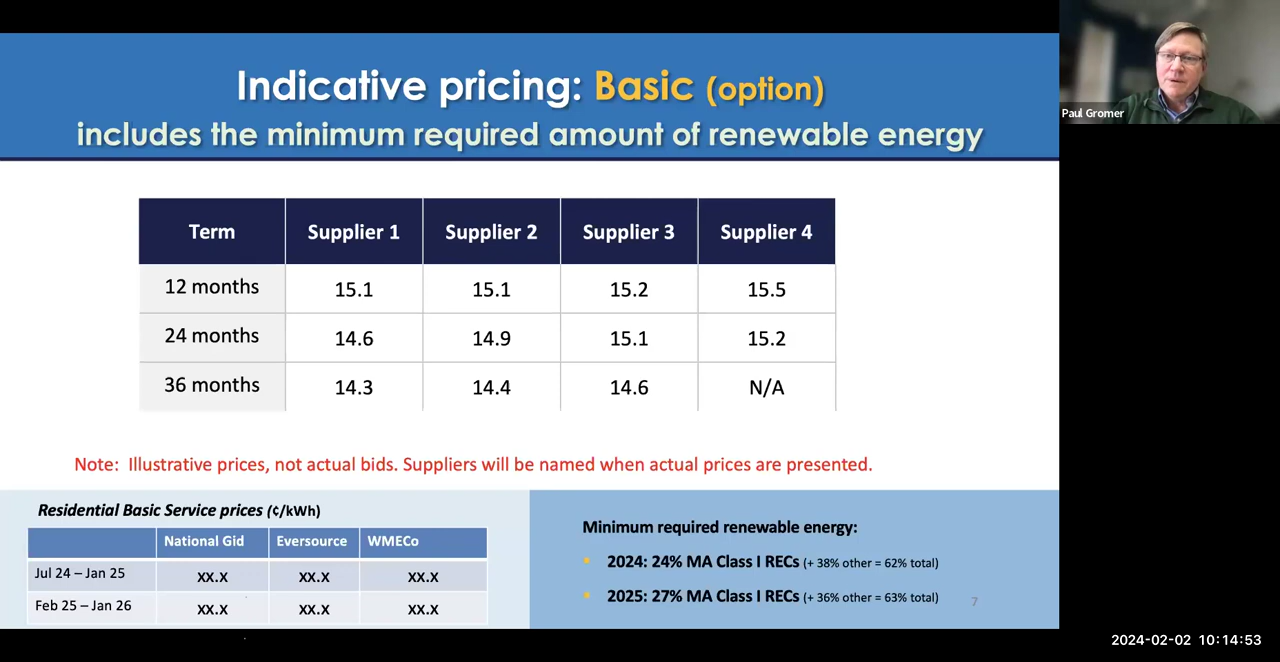 Indicative pricing: Basic (option)
includes the minimum required amount of renewable energy
Paul Gromer
Term Supplier 1 Supplier 2 Supplier 3 Supplier 4
12 months 15.1 15.1 15.2 15.5
24 months 14.6 14.9 15.1 15.2
36 months 14.3 14.4 14.6 N/A
Note: Illustrative prices, not actual bids. Suppliers will be named when actual prices are presented.
Residential Basic Service prices (¢/kWh)
National Gid Eversource WMECo
Jul 24 – Jan 25 XX.X XX.X XX.X
Feb 25 – Jan 26 XX.X XX.X XX.X
Minimum required renewable energy:
• 2024: 24% MA Class I RECs (+ 38% other = 62% total)
• 2025: 27% MA Class I RECs (+ 36% other = 63% total)
7
2024-02-02 10:14:53